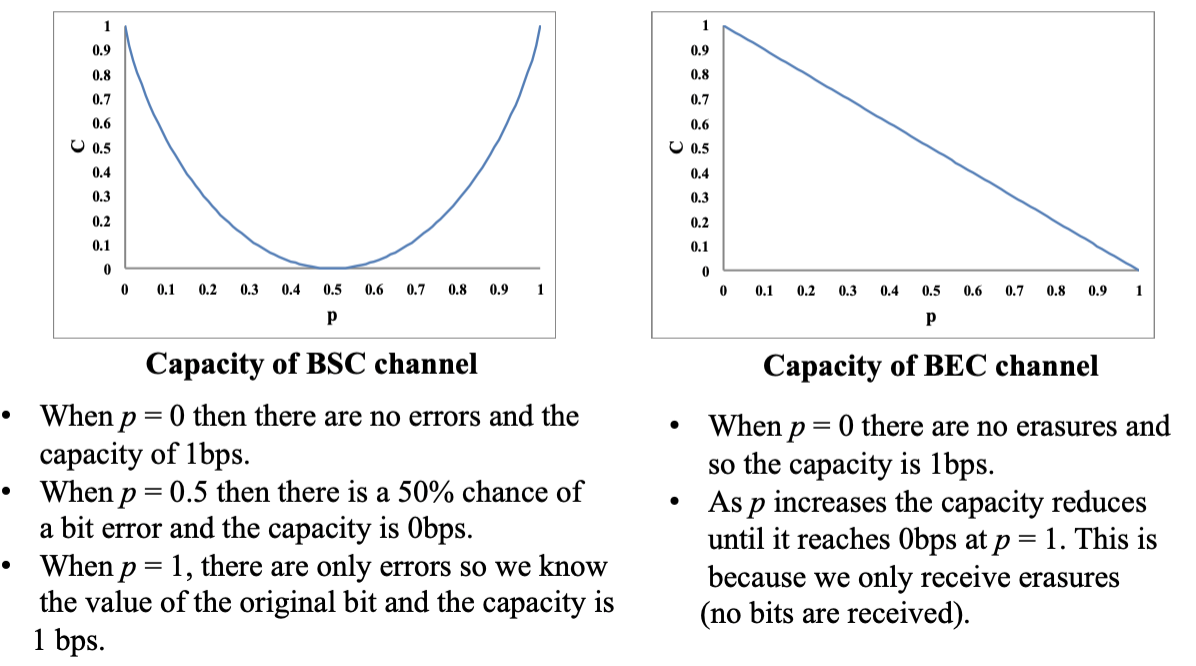 1
0.9
0.8
0.7
0.6
C 0.5
0.4
0.3
0.2
0.1
0
0 0.1 0.2 0.3 0.4 0.5 0.6 0.7 0.8 0.9 1
p
Capacity of BSC channel
• When p = 0 then there are no errors and the
capacity of 1bps.
• When p = 0.5 then there is a 50% chance of
a bit error and the capacity is 0bps.
• When p = 1, there are only errors so we know
the value of the original bit and the capacity is
1 bps.
1
0.9
0.8
0.7
0.6
C 0.5
0.4
0.3
0.2
0.1
0
0 0.1 0.2 0.3 0.4 0.5 0.6 0.7 0.8 0.9 1
p
Capacity of BEC channel
• When p = 0 there are no erasures and
so the capacity is 1bps.
• As p increases the capacity reduces
until it reaches 0bps at p = 1. This is
because we only receive erasures
(no bits are received).